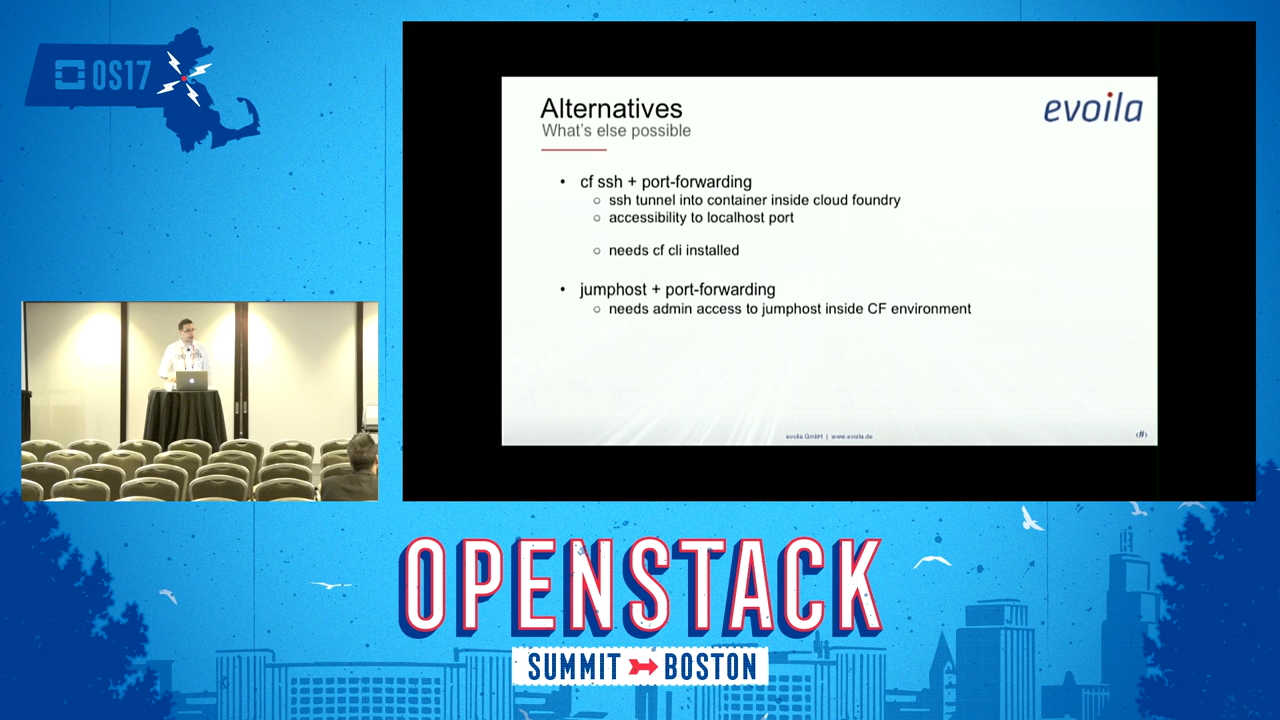 OS17
Alternatives
What's else possible
evoila
• cf ssh + port-forwarding
○ ssh tunnel into container inside cloud foundry
○ accessibility to localhost port
○ needs cf cli installed
• jumphost + port-forwarding
○ needs admin access to jumphost inside CF environment
evoila GmbH | www.evoila.de
‹#›
OPENSTACK
SUMMIT BOSTON